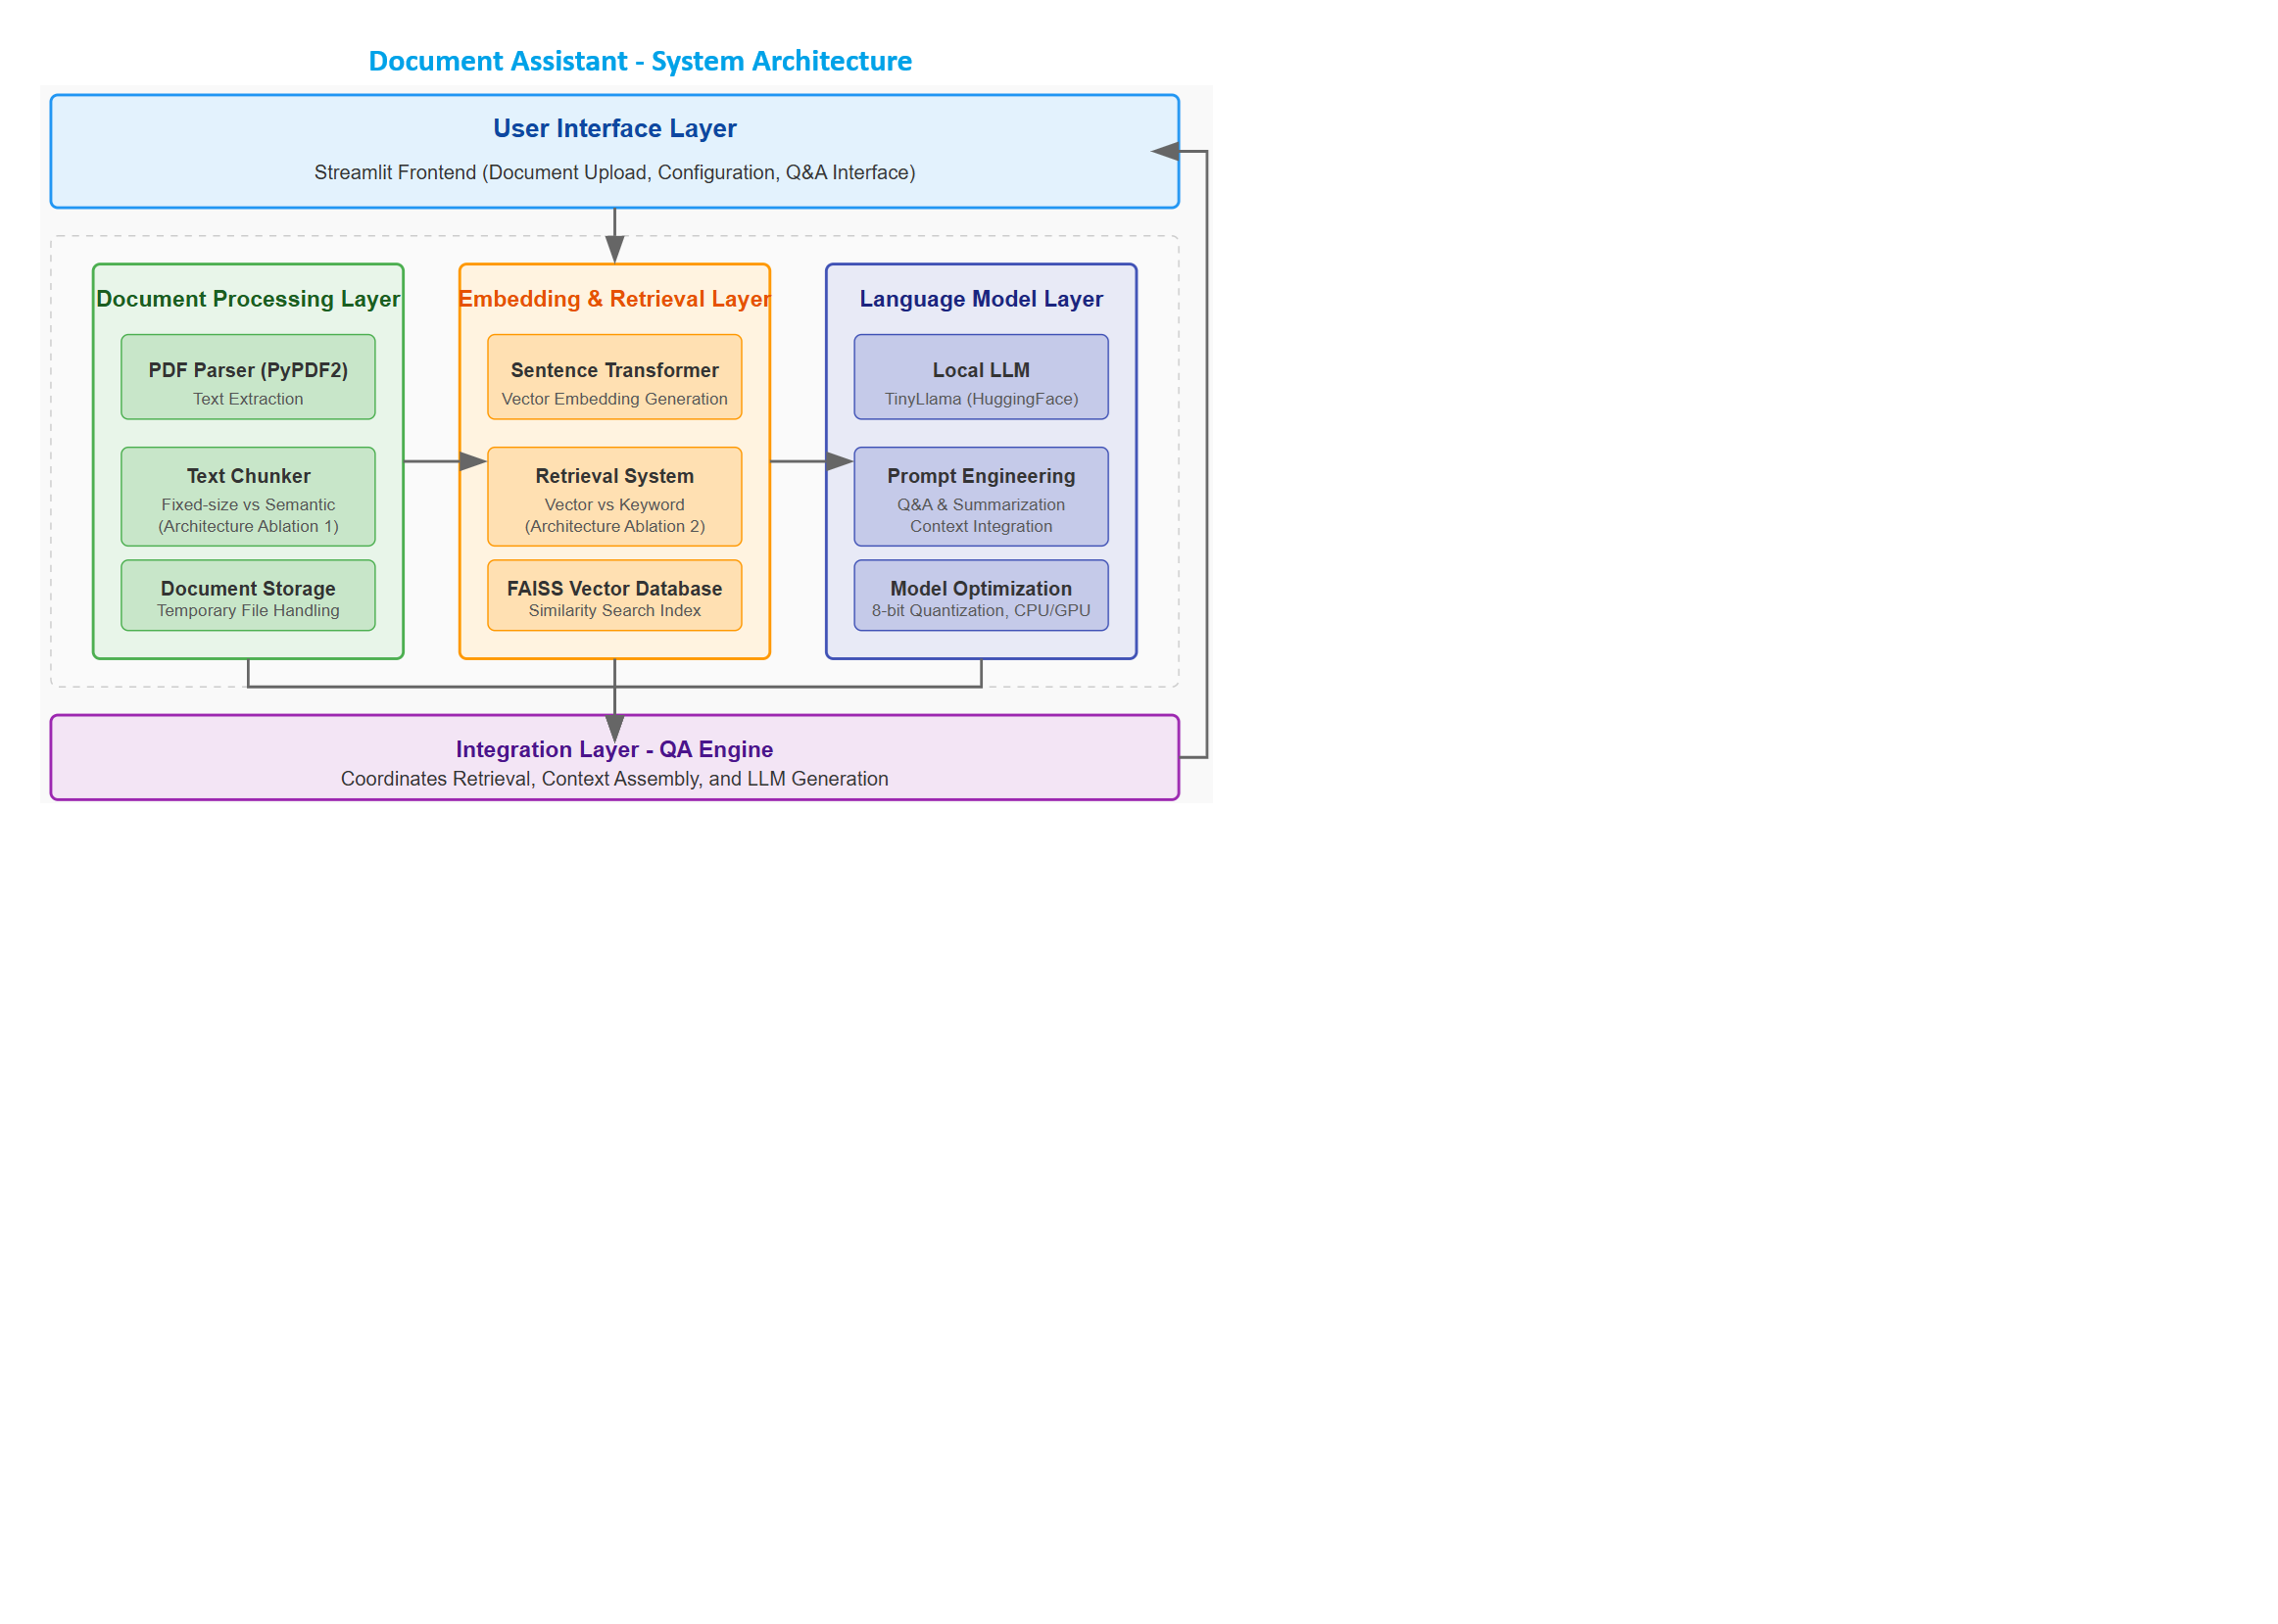 Document Assistant - System Architecture
User Interface Layer
Streamlit Frontend (Document Upload, Configuration, Q&A Interface)
Document Processing Layer
PDF Parser (PyPDF2)
Text Extraction
Text Chunker
Fixed-size vs Semantic
(Architecture Ablation 1)
Document Storage
Temporary File Handling
Embedding & Retrieval Layer
Sentence Transformer
Vector Embedding Generation
Retrieval System
Vector vs Keyword
(Architecture Ablation 2)
FAISS Vector Database
Similarity Search Index
Language Model Layer
Local LLM
TinyLlama (HuggingFace)
Prompt Engineering
Q&A & Summarization
Context Integration
Model Optimization
8-bit Quantization, CPU/GPU
Integration Layer - QA Engine
Coordinates Retrieval, Context Assembly, and LLM Generation